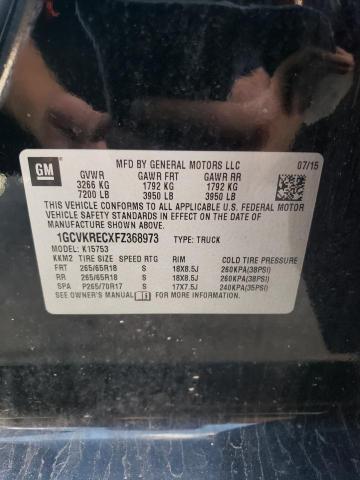 GM
MFD BY GENERAL MOTORS LLC 07/15
GVWR GAWR FRT GAWR RR
3266 KG 1792 KG 1792 KG
7200 LB 3950 LB 3950 LB
THIS VEHICLE CONFORMS TO ALL APPLICABLE
U.S. FEDERAL MOTOR VEHICLE SAFETY AND
THEFT PREVENTION STANDARDS IN EFFECT ON THE DATE OF
MANUFACTURE SHOWN ABOVE.
1GCVKRECXFZ368973 TYPE: TRUCK
MODEL: K15753
KKM2 TIRE SIZE SPEED RTG RIM COLD TIRE PRESSURE
FRT 265/65R18 S 18X8.5J 260KPA(38PSI)
RR 265/65R18 S 18X8.5J 260KPA(38PSI)
SPA P265/70R17 S 17X7.5J 240KPA(35PSI)
SEE OWNER'S MANUAL FOR MORE INFORMATION.